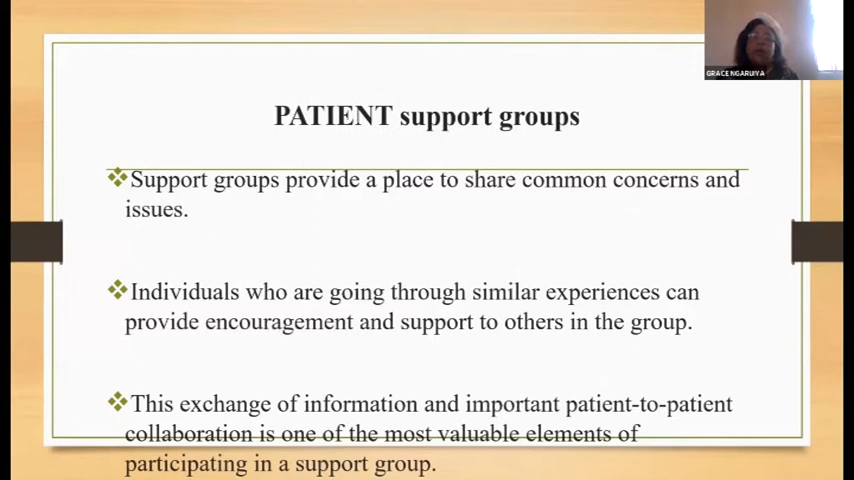 GRACE NGARUIYA
PATIENT support groups
❖Support groups provide a place to share common concerns and
issues.
❖Individuals who are going through similar experiences can
provide encouragement and support to others in the group.
❖This exchange of information and important patient-to-patient
collaboration is one of the most valuable elements of
participating in a support group.